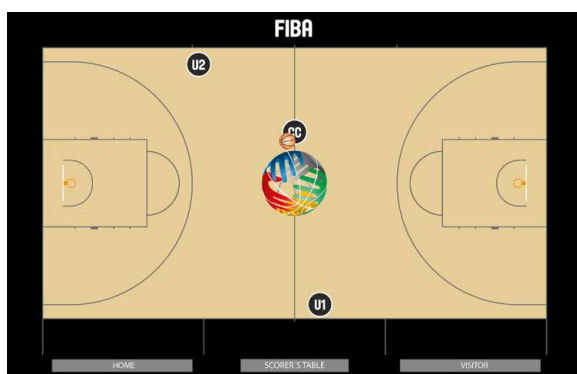 FIBA
U2
CC
U1
HOME
SCORER'S TABLE
VISITOR